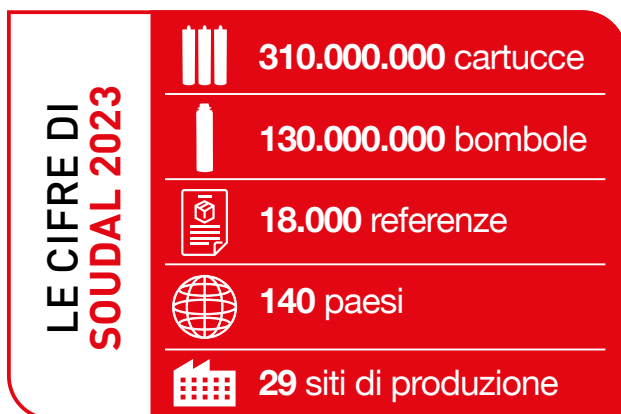 LE CIFRE DI
SOUDAL 2023
310.000.000 cartucce
130.000.000 bombole
18.000 referenze
140 paesi
29 siti di produzione